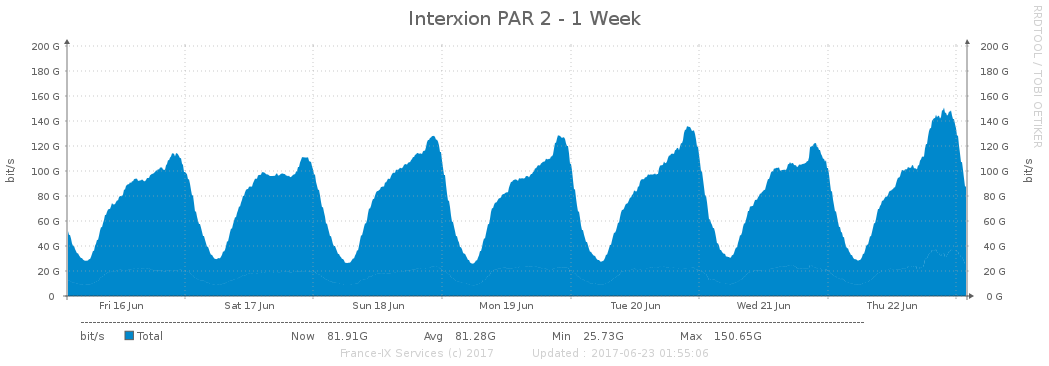 Interxion PAR 2 - 1 Week
RRDTOOL / TOBI OETIKER
200 G 200 G
180 G 180 G
160 G 160 G
140 G 140 G
120 G 120 G
100 G 100 G
80 G 80 G
60 G 60 G
40 G 40 G
20 G 20 G
0 0 G
bit/s bit/s
Fri 16 Jun Sat 17 Jun Sun 18 Jun Mon 19 Jun Tue 20 Jun Wed 21 Jun Thu 22 Jun
bit/s Total Now 81.91G Avg 81.28G Min 25.73G Max 150.65G
France-IX Services (c) 2017 Updated : 2017-06-23 01:55:06